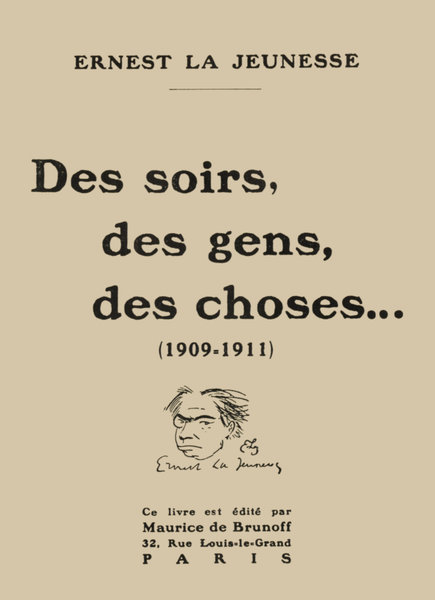 ERNEST LA JEUNESSE
Des soirs,
des gens,
des choses...
(1909=1911)
ELJ
Ernest La Jeunesse
Ce livre est édité par
Maurice de Brunoff
32, Rue Louis=le=Grand
PARIS